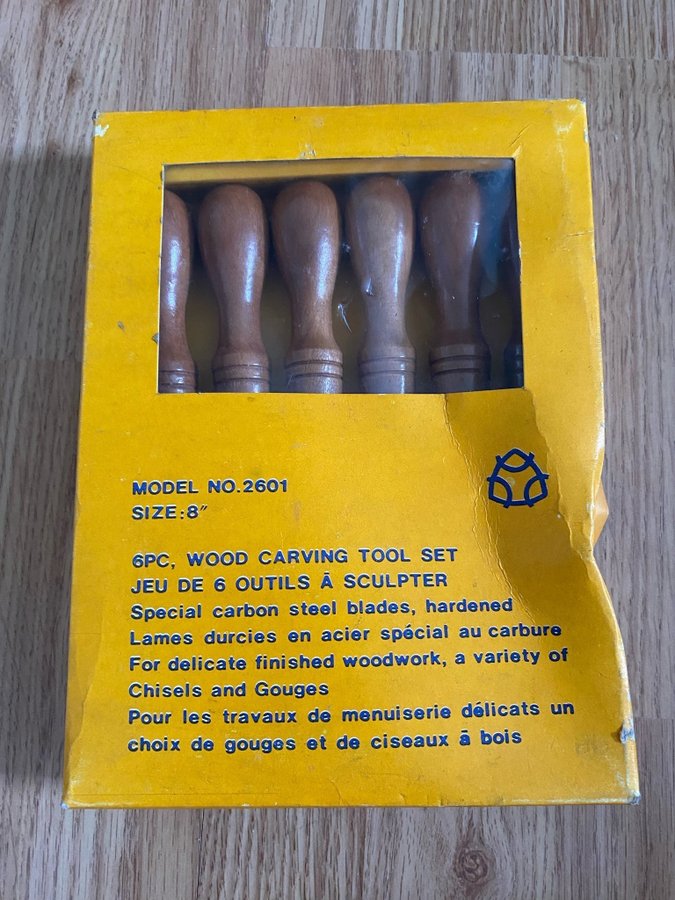 MODEL NO.2601
SIZE:8″
6PC, WOOD CARVING TOOL SET
JEU DE 6 OUTILS Ā SCULPTER
Special carbon steel blades, hardened
Lames durcies en acier spécial au carbure
For delicate finished woodwork, a variety of
Chisels and Gouges
Pour les travaux de menuiserie délicats un
choix de gouges et de ciseaux ā bois